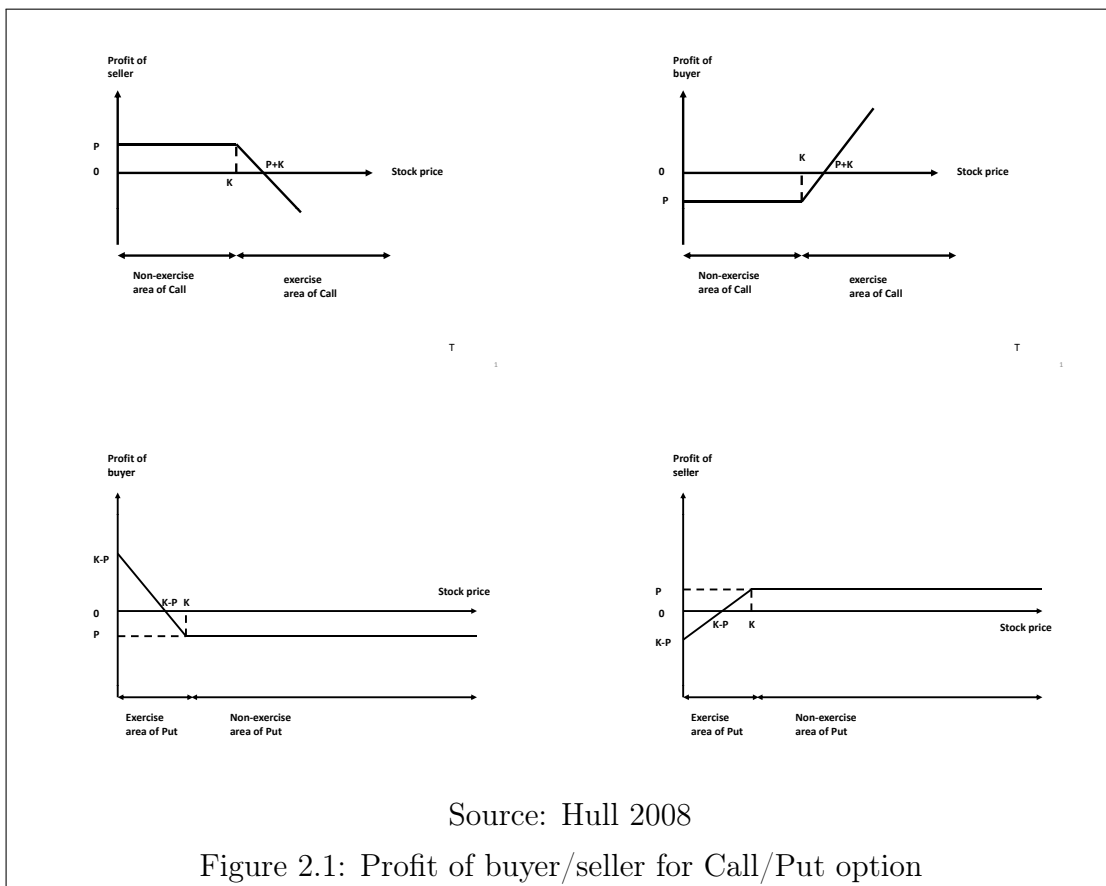 Profit of
seller
P
0
K
P+K
Stock price
Non-exercise
area of Call
exercise
area of Call
T
1
Profit of
buyer
0
P
K
P+K
Stock price
Non-exercise
area of Call
exercise
area of Call
T
1
Profit of
buyer
K-P
0
P
K-P K
Stock price
Exercise
area of Put
Non-exercise
area of Put
Profit of
seller
P
0
K-P
K-P
K
Stock price
Exercise
area of Put
Non-exercise
area of Put
Source: Hull 2008
Figure 2.1: Profit of buyer/seller for Call/Put option